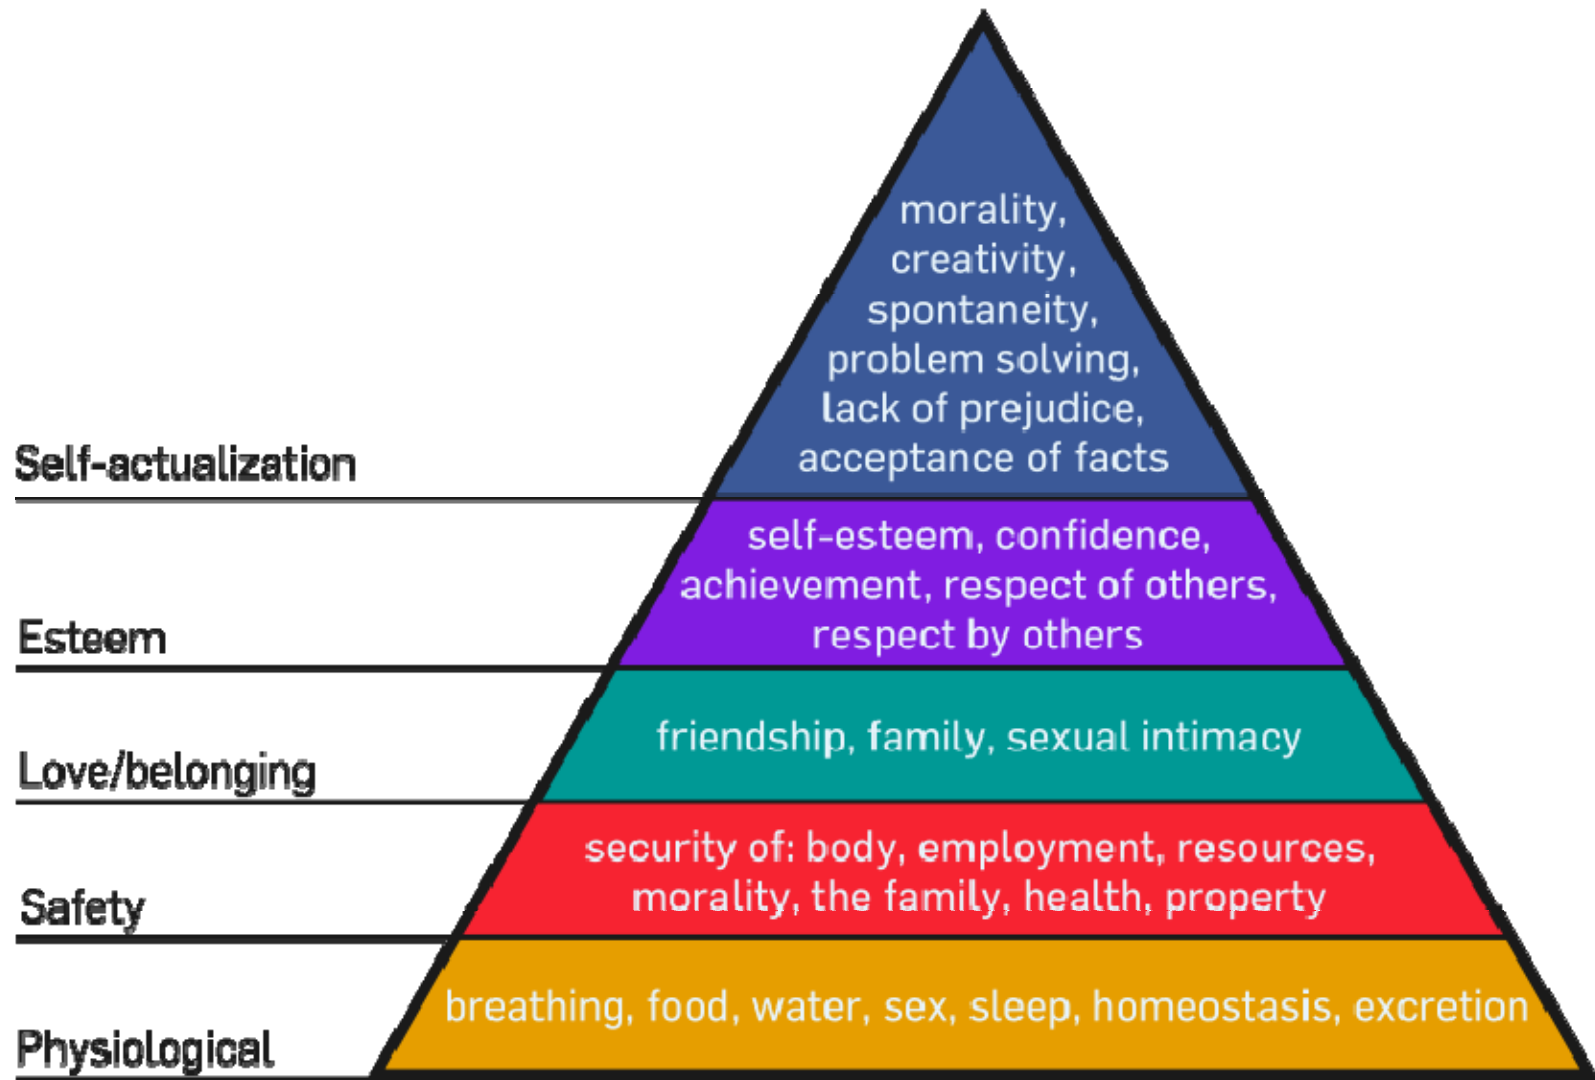 morality,
creativity,
spontaneity,
problem solving,
lack of prejudice,
acceptance of facts
Self-actualization
self-esteem, confidence,
achievement, respect of others,
respect by others
Esteem
friendship, family, sexual intimacy
Love/belonging
security of: body, employment, resources,
morality, the family, health, property
Safety
breathing, food, water, sex, sleep, homeostasis, excretion
Physiological